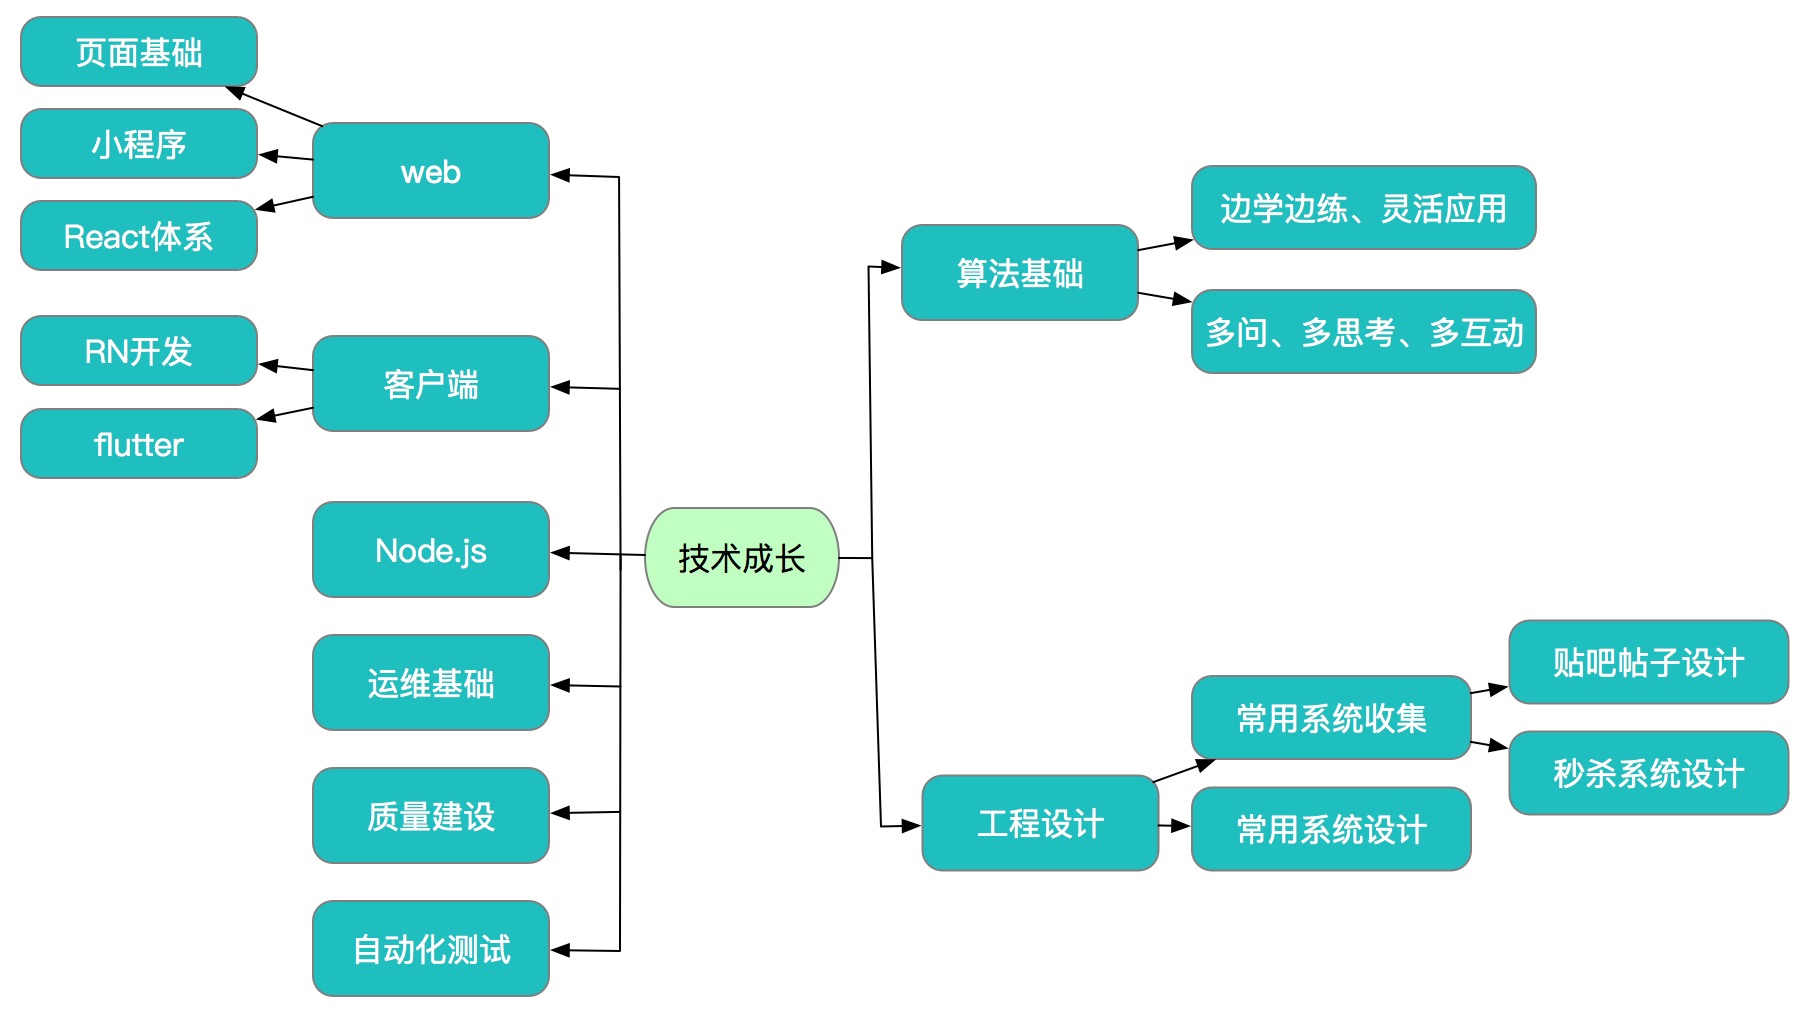 页面基础
小程序
React体系
web
RN开发
flutter
客户端
Node.js
运维基础
质量建设
自动化测试
技术成长
算法基础
边学边练、灵活应用
多问、多思考、多互动
工程设计
常用系统收集
贴吧帖子设计
秒杀系统设计
常用系统设计